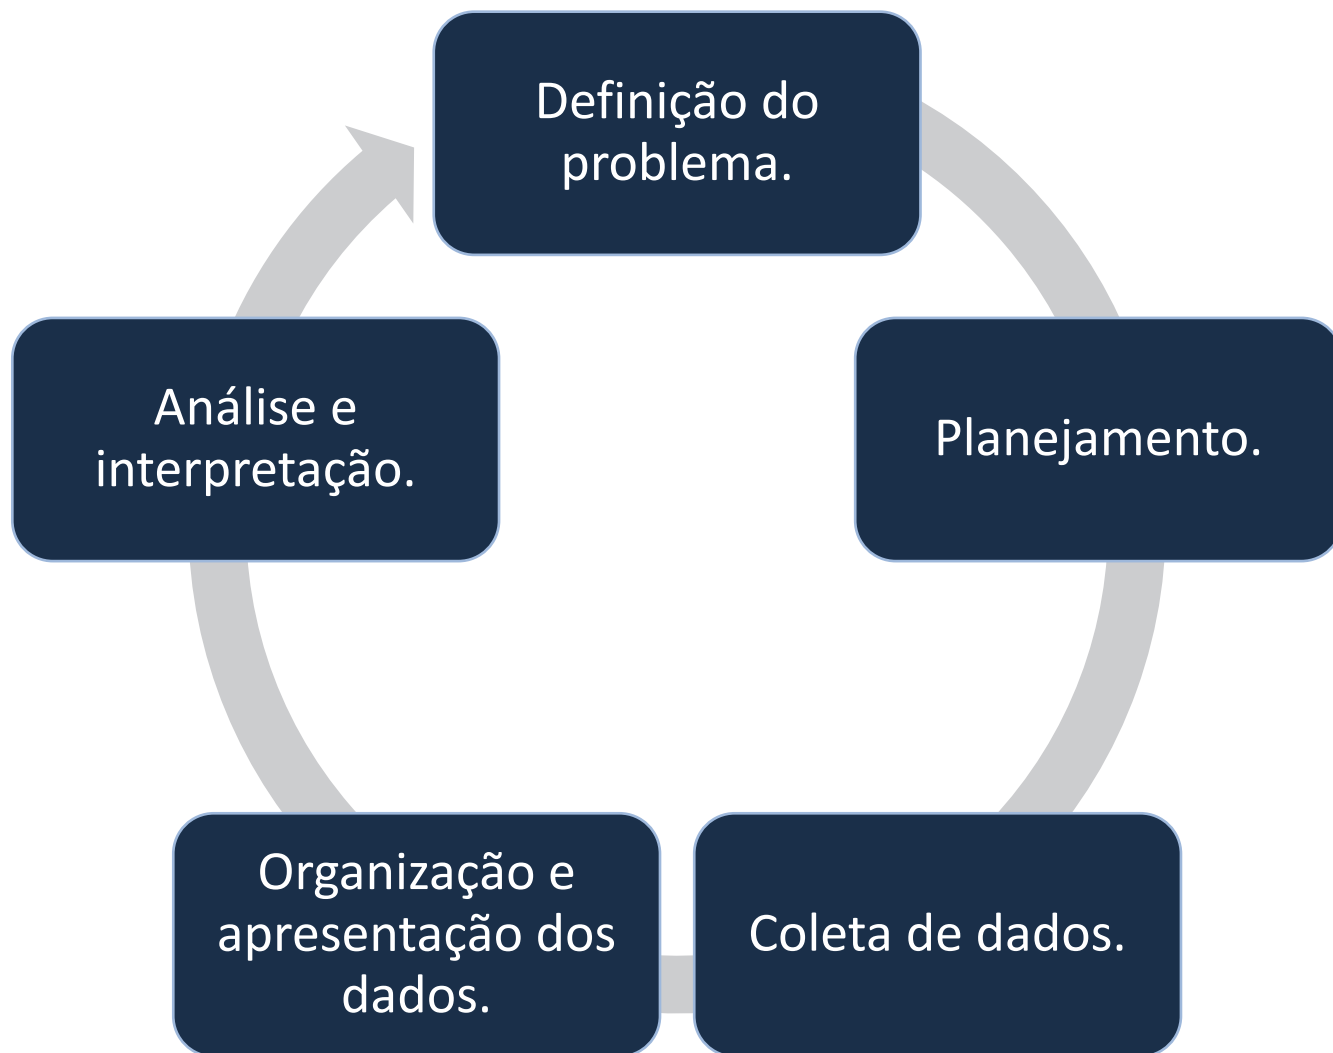 Definição do
problema.
Planejamento.
Coleta de dados.
Organização e
apresentação dos
dados.
Análise e
interpretação.